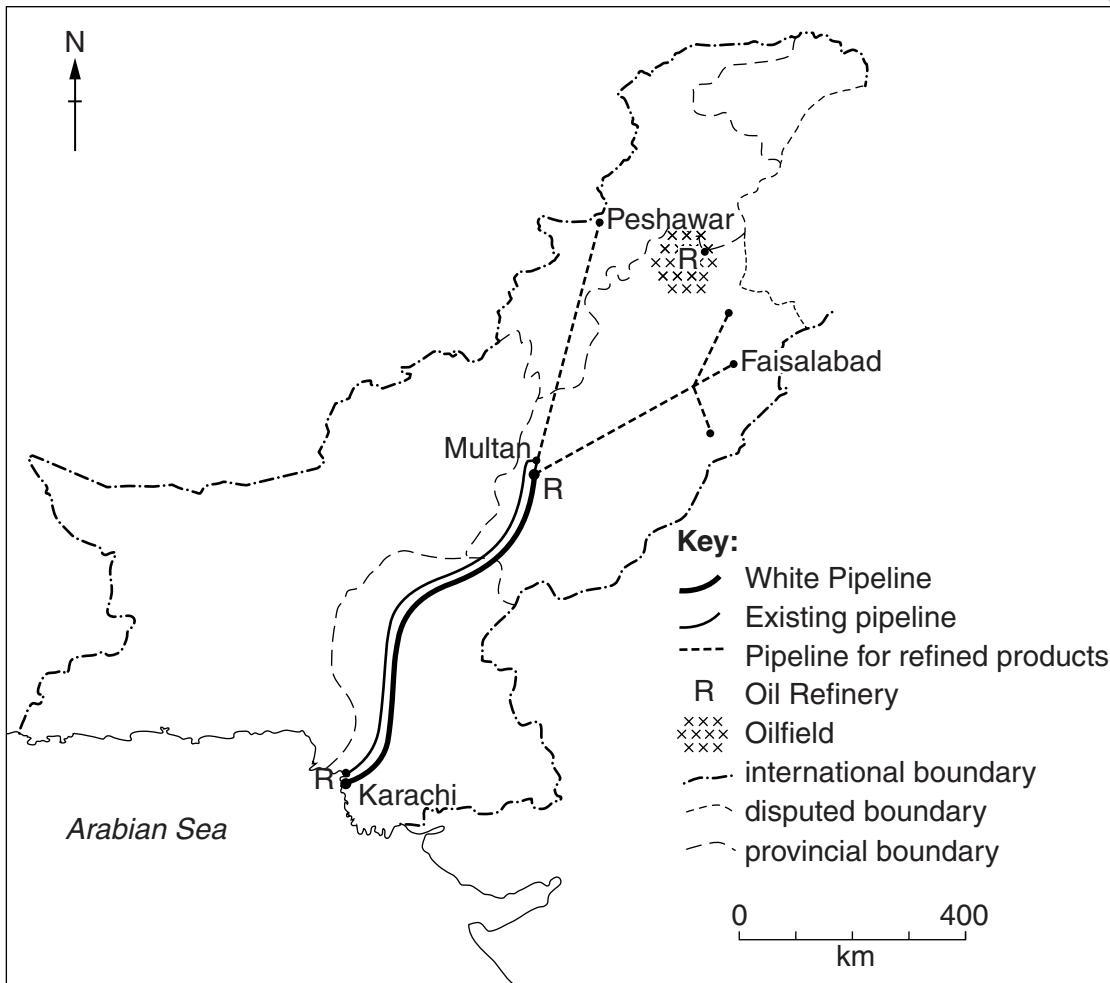 N
Peshawar
R
Faisalabad
Multan
R
Key:
White Pipeline
Existing pipeline
Pipeline for refined products
R Oil Refinery
Oilfield
R
Karachi
international boundary
Arabian Sea
disputed boundary
provincial boundary
0 400
km